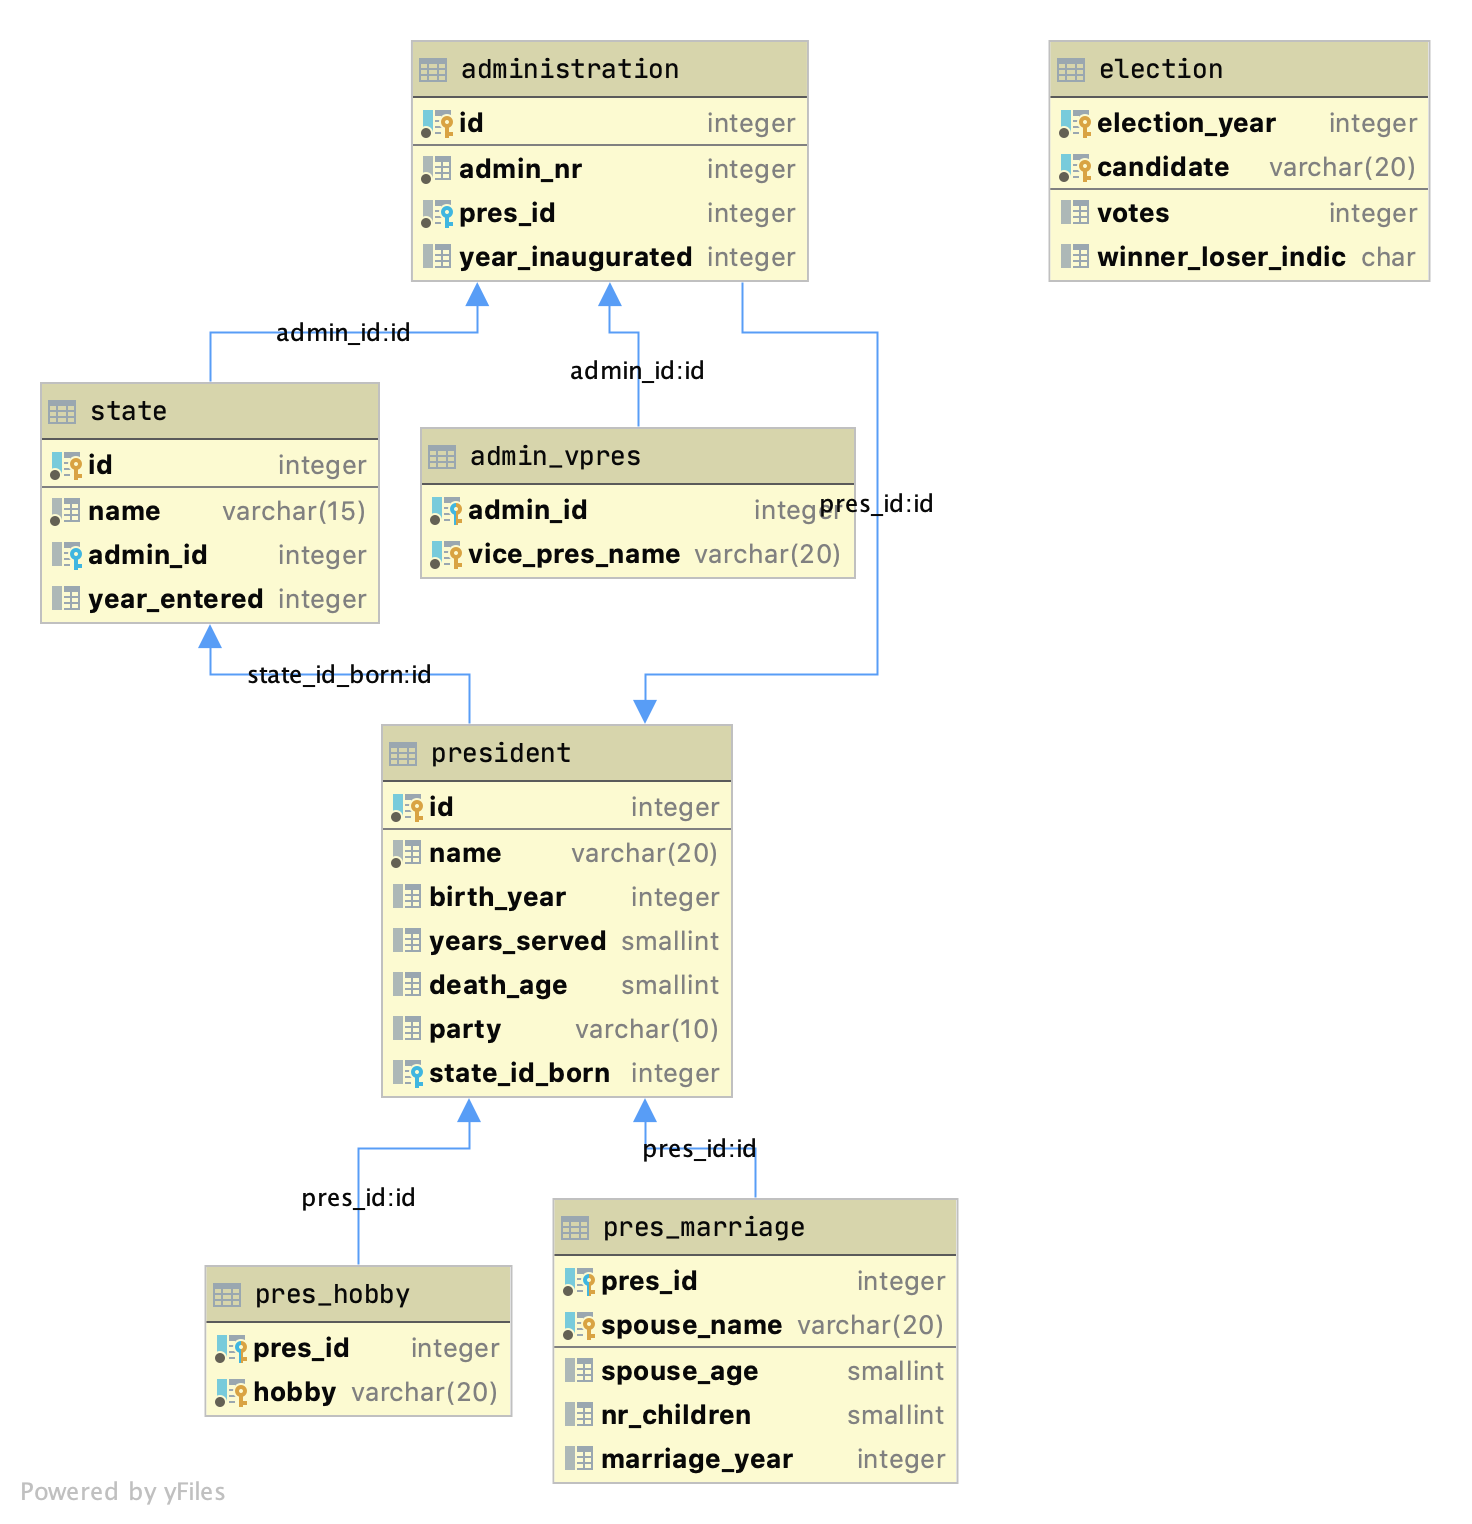 administration
id integer
admin_nr integer
pres_id integer
year_inaugurated integer
election
election_year integer
candidate varchar(20)
votes integer
winner_loser_indic char
admin_id:id
admin_id:id
state
id integer
name varchar(15)
admin_id integer
year_entered integer
admin_vpres
admin_id integer
vice_pres_name varchar(20)
pres_id:id
state_id_born:id
president
id integer
name varchar(20)
birth_year integer
years_served smallint
death_age smallint
party varchar(10)
state_id_born integer
pres_id:id
pres_id:id
pres_hobby
pres_id integer
hobby varchar(20)
pres_marriage
pres_id integer
spouse_name varchar(20)
spouse_age smallint
nr_children smallint
marriage_year integer
Powered by yFiles